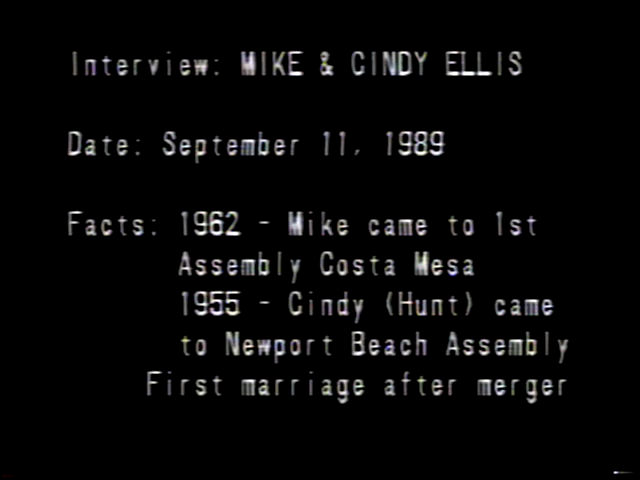 Interview: MIKE & CINDY ELLIS
Date: September 11, 1989
Facts: 1962 - Mike came to 1st
Assembly Costa Mesa
1955 - Cindy (Hunt) came
to Newport Beach Assembly
First marriage after merger